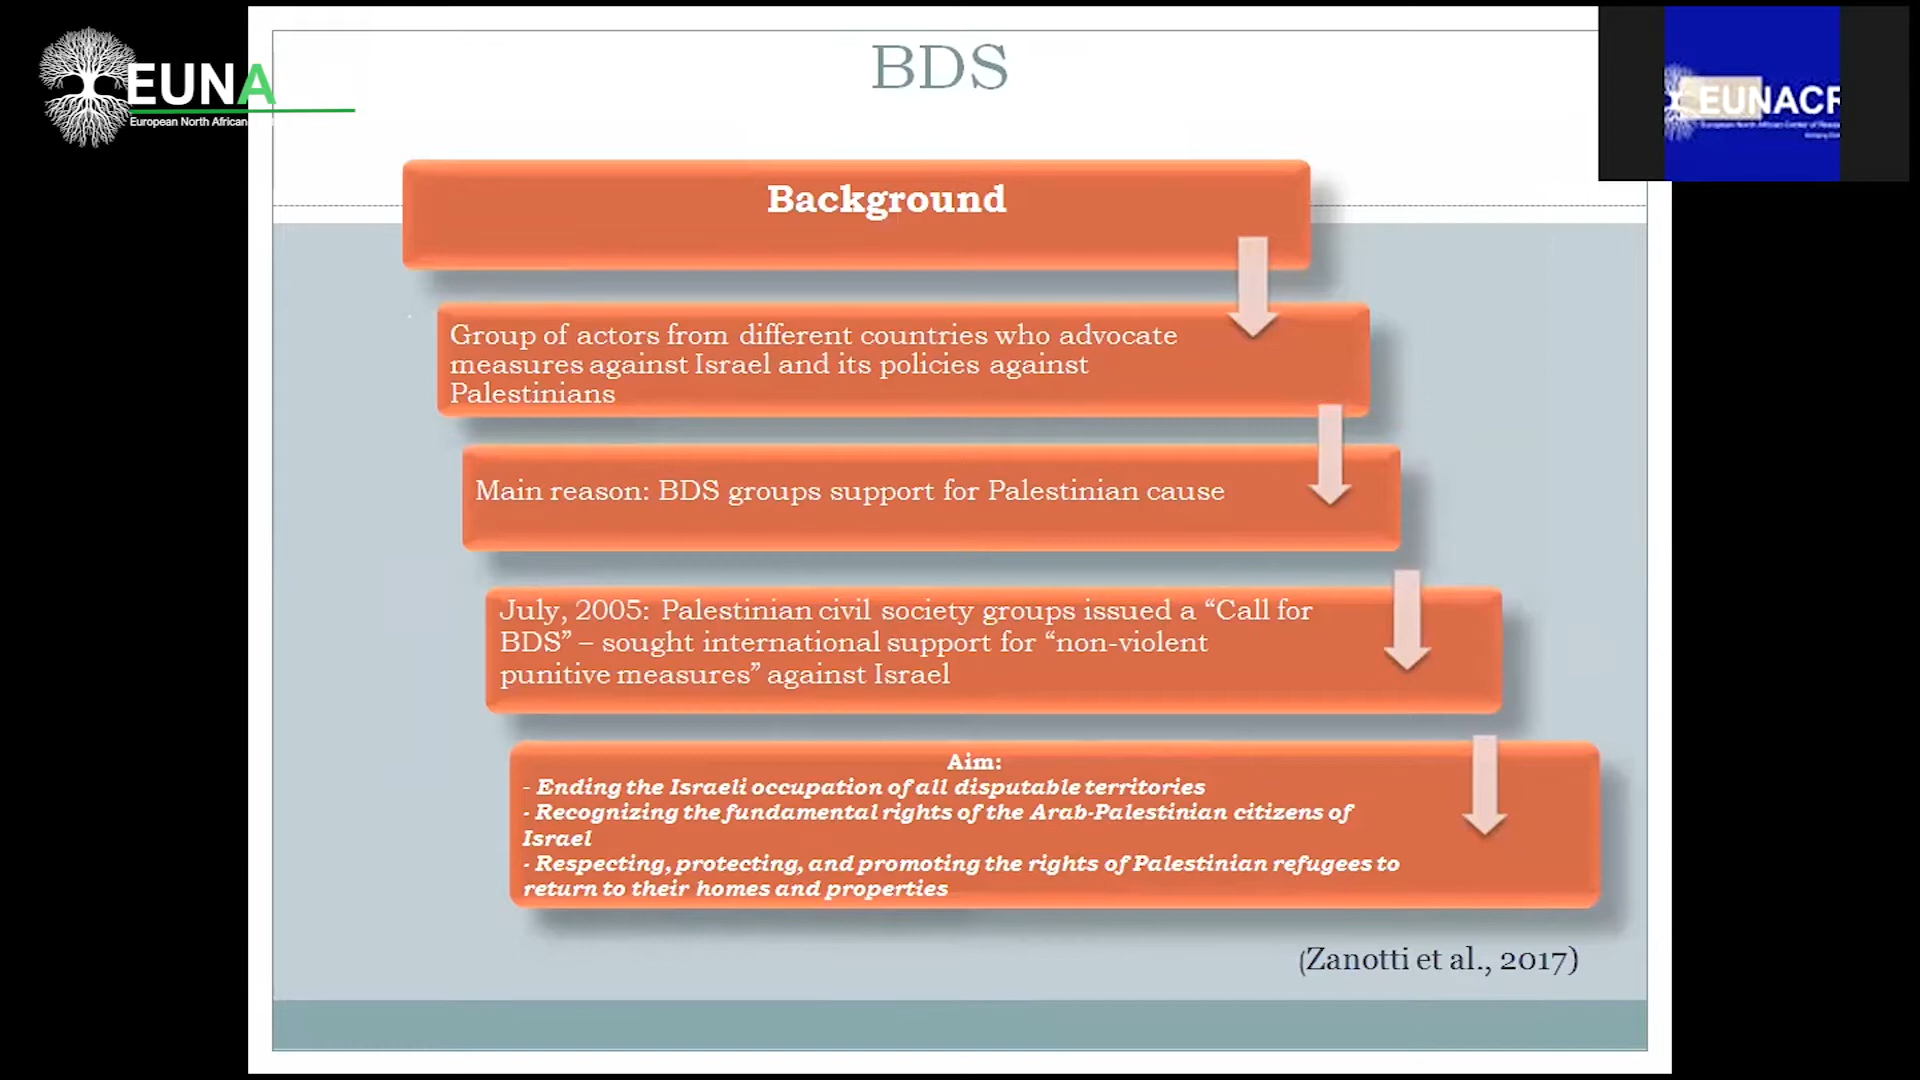 EUNA
European North African
BDS
EUNACR
Background
Group of actors from different countries who advocate
measures against Israel and its policies against
Palestinians
Main reason: BDS groups support for Palestinian cause
July, 2005: Palestinian civil society groups issued a “Call for
BDS” – sought international support for “non-violent
punitive measures” against Israel
Aim:
- Ending the Israeli occupation of all disputable territories
- Recognizing the fundamental rights of the Arab-Palestinian citizens of
Israel
- Respecting, protecting, and promoting the rights of Palestinian refugees to
return to their homes and properties
(Zanotti et al., 2017)